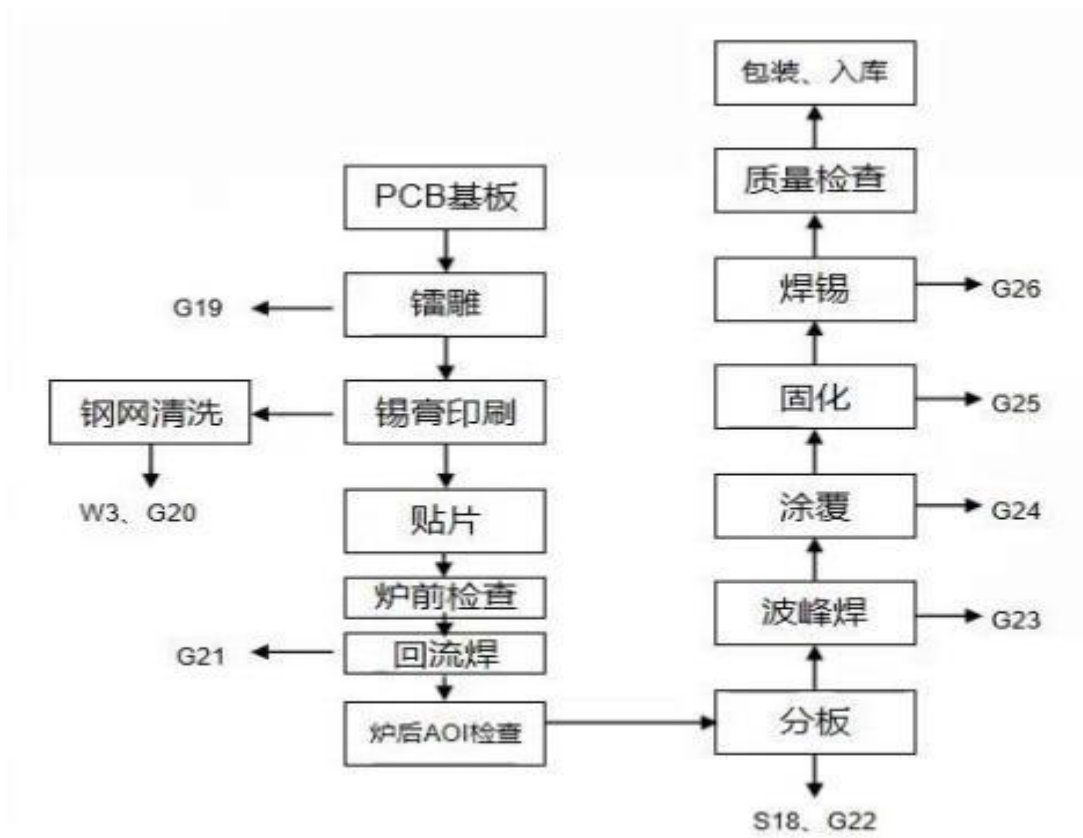 PCB基板
镭雕
G19
锡膏印刷
钢网清洗
W3、G20
贴片
炉前检查
回流焊
G21
炉后AOI检查
分板
S18、G22
波峰焊
G23
涂覆
G24
固化
G25
焊锡
G26
质量检查
包装、入库